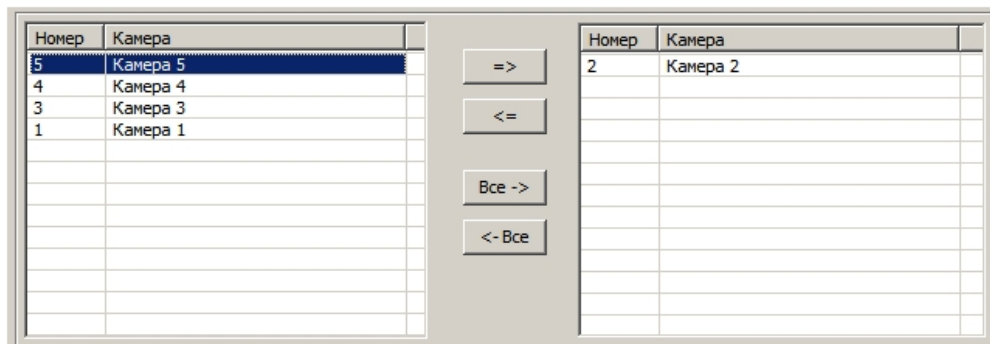 Номер Камера
5 Камера 5
4 Камера 4
3 Камера 3
1 Камера 1
=>
<=
Все ->
<- Все
Номер Камера
2 Камера 2